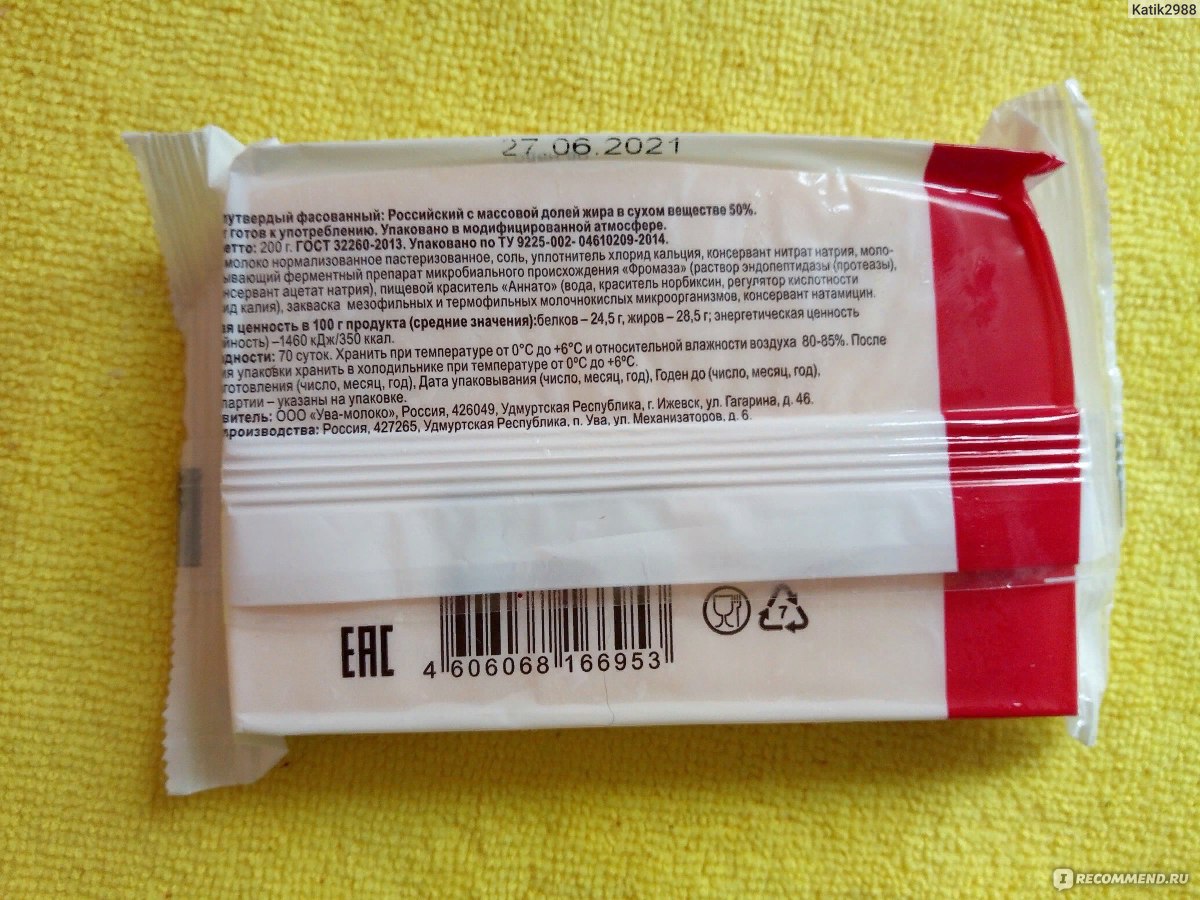 Katik2988
27.06.2021
утвердый фасованный: Российский с массовой долей жира в сухом веществе 50%.
готов к употреблению. Упаковано в модифицированной атмосфере.
етто: 200 г. ГОСТ 32260-2013. Упаковано по ТУ 9225-002- 04610209-2014.
молоко нормализованное пастеризованное, соль, уплотнитель хлорид кальция, консервант нитрат натрия, моло-
ывающий ферментный препарат микробиального происхождения «Фромаза» (раствор эндопептидазы (протеазы),
нсервант ацетат натрия), пищевой краситель «Аннато» (вода, краситель норбиксин, регулятор кислотности
ид калия), закваска мезофильных и термофильных молочнокислых микроорганизмов, консервант натамицин.
ая ценность в 100 г продукта (средние значения):белков – 24,5 г, жиров – 28,5 г; энергетическая ценность
йность) –1460 кДж/350 ккал.
дности: 70 суток. Хранить при температуре от 0°С до +6°С и относительной влажности воздуха 80-85%. После
ия упаковки хранить в холодильнике при температуре от 0°С до +6°С.
готовления (число, месяц, год), Дата упаковывания (число, месяц, год), Годен до (число, месяц, год),
партии – указаны на упаковке.
витель: ООО «Ува-молоко», Россия, 426049, Удмуртская Республика, г. Ижевск, ул. Гагарина, д. 46.
производства: Россия, 427265, Удмуртская Республика, п. Ува, ул. Механизаторов, д. 6.
EAC
4 606068 166953
7
IRECOMMEND.RU